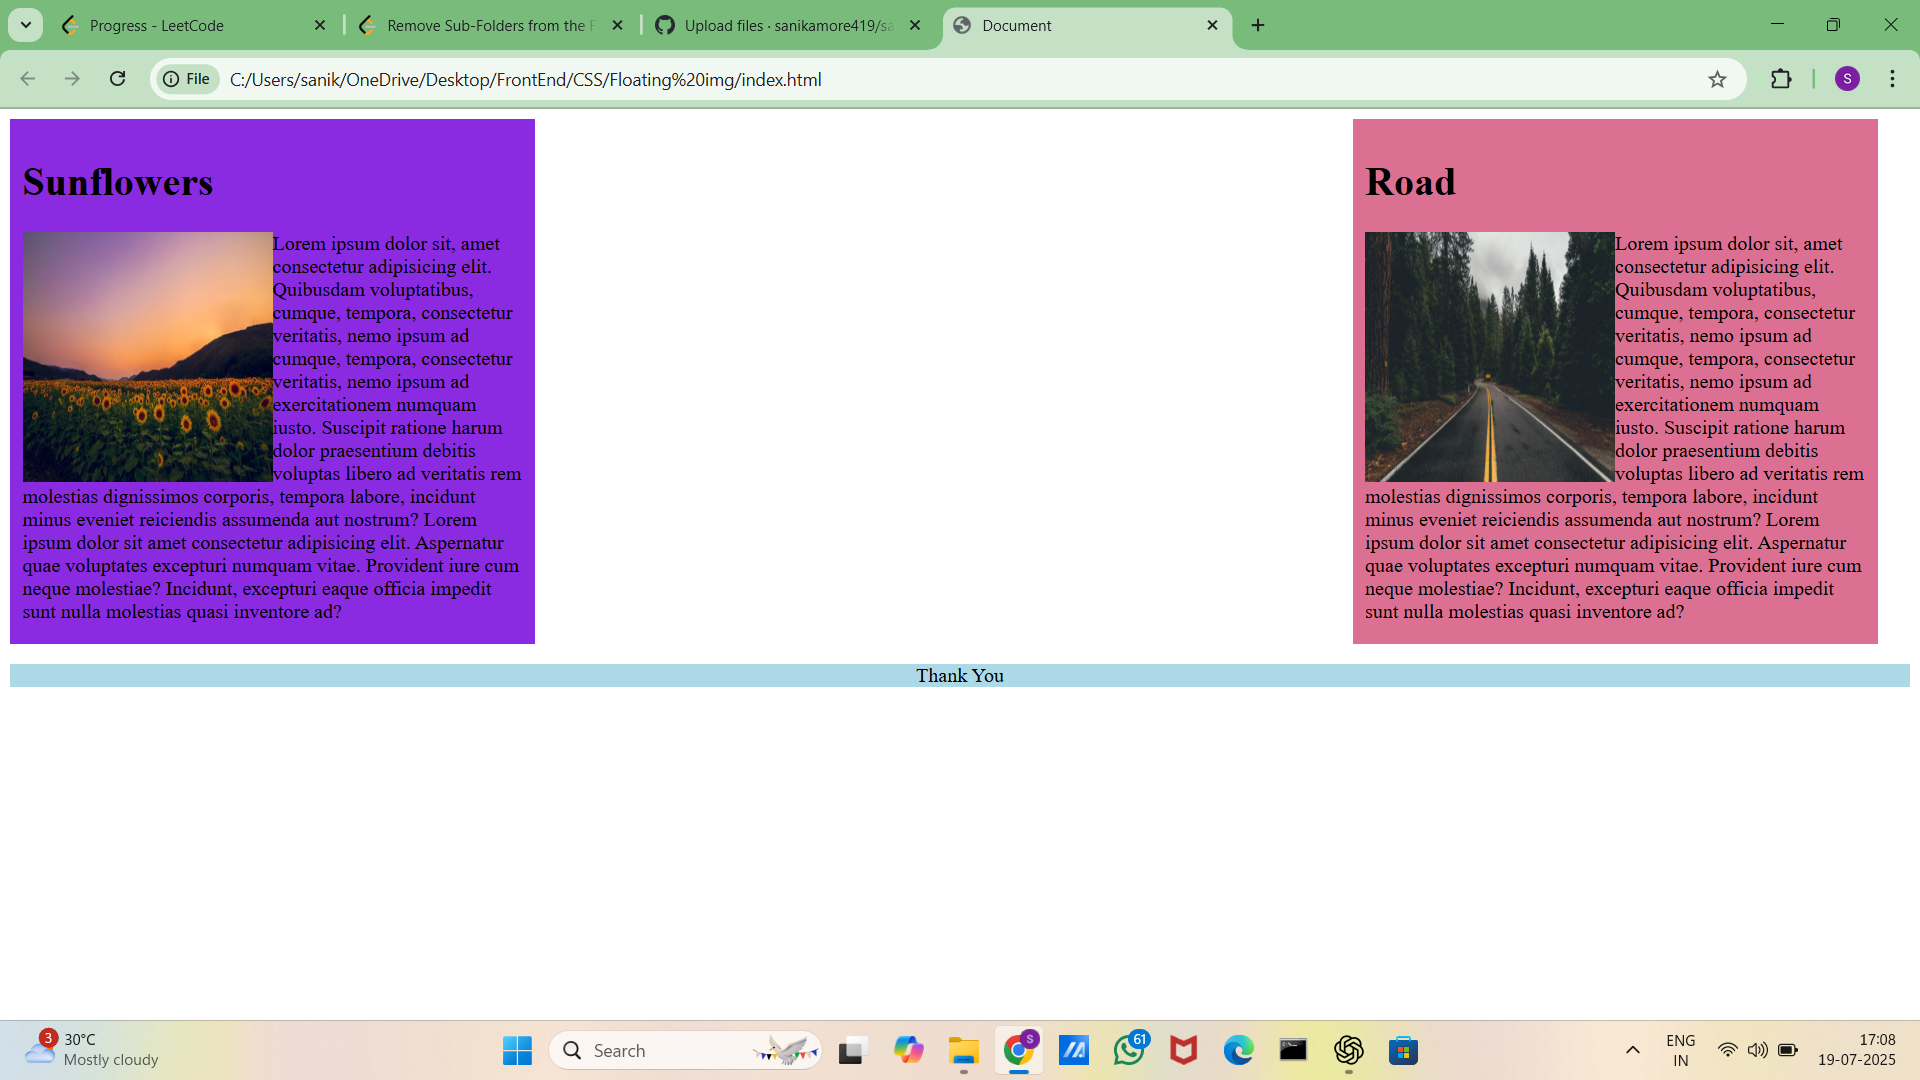 Progress - LeetCode
Remove Sub-Folders from the F
Upload files · sanikamore419/sa
Document
File
C:/Users/sanik/OneDrive/Desktop/FrontEnd/CSS/Floating%20img/index.html
S
Sunflowers
Lorem ipsum dolor sit, amet
consectetur adipisicing elit.
Quibusdam voluptatibus,
cumque, tempora, consectetur
veritatis, nemo ipsum ad
cumque, tempora, consectetur
veritatis, nemo ipsum ad
exercitationem numquam
iusto. Suscipit ratione harum
dolor praesentium debitis
voluptas libero ad veritatis rem
molestias dignissimos corporis, tempora labore, incidunt
minus eveniet reiciendis assumenda aut nostrum? Lorem
ipsum dolor sit amet consectetur adipisicing elit. Aspernatur
quae voluptates excepturi numquam vitae. Provident iure cum
neque molestiae? Incidunt, excepturi eaque officia impedit
sunt nulla molestias quasi inventore ad?
Road
Lorem ipsum dolor sit, amet
consectetur adipisicing elit.
Quibusdam voluptatibus,
cumque, tempora, consectetur
veritatis, nemo ipsum ad
cumque, tempora, consectetur
veritatis, nemo ipsum ad
exercitationem numquam
iusto. Suscipit ratione harum
dolor praesentium debitis
voluptas libero ad veritatis rem
molestias dignissimos corporis, tempora labore, incidunt
minus eveniet reiciendis assumenda aut nostrum? Lorem
ipsum dolor sit amet consectetur adipisicing elit. Aspernatur
quae voluptates excepturi numquam vitae. Provident iure cum
neque molestiae? Incidunt, excepturi eaque officia impedit
sunt nulla molestias quasi inventore ad?
Thank You
3
30°C
Mostly cloudy
Search
S
61
ENG
IN
17:08
19-07-2025